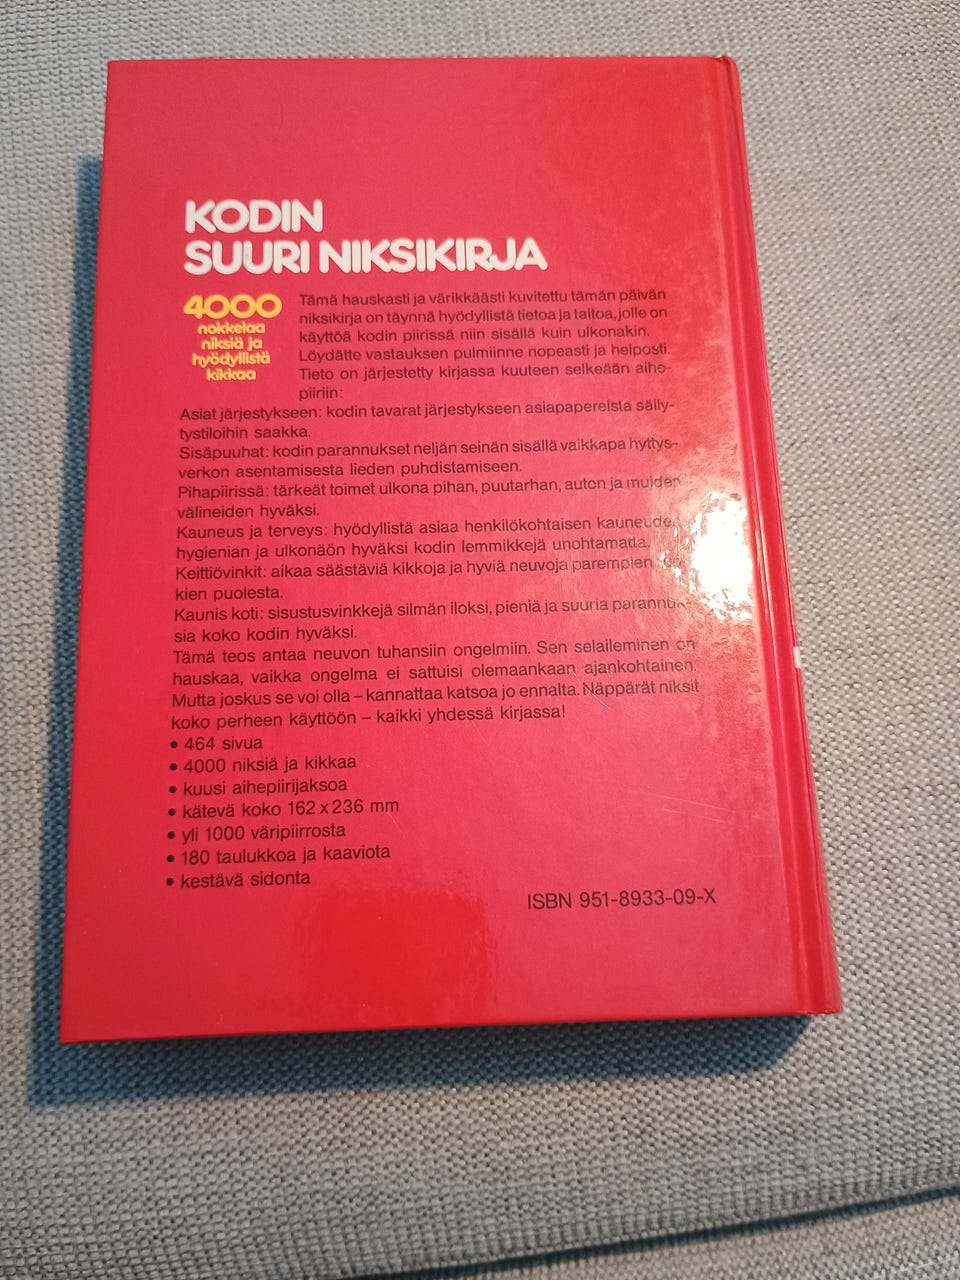 KODIN
SUURI NIKSIKIRJA
4000
nokkelaa
niksiä ja
hyödyllistä
kikkaa
Tämä hauskasti ja värikkäästi kuvitettu tämän päivän
niksikirja on täynnä hyödyllistä tietoa ja taitoa, jolle on
käyttöä kodin piirissä niin sisällä kuin ulkonakin.
Löydätte vastauksen pulmiinne nopeasti ja helposti.
Tieto on järjestetty kirjassa kuuteen selkeään aihe-
piiriin:
Asiat järjestykseen: kodin tavarat järjestykseen asiapapereista säily-
tystiloihin saakka.
Sisäpuuhat: kodin parannukset neljän seinän sisällä vaikkapa hyttys-
verkon asentamisesta lieden puhdistamiseen.
Pihapiirissä: tärkeät toimet ulkona pihan, puutarhan, auton ja muiden
välineiden hyväksi.
Kauneus ja terveys: hyödyllistä asiaa henkilökohtaisen
hygienian ja ulkonäön hyväksi kodin lemmikkejä unohtamatta.
Keittiövinkit: aikaa säästäviä kikkoja ja hyviä neuvoja parempien
kien puolesta.
Kaunis koti: sisustusvinkkejä silmän iloksi, pieniä ja suuria parannuk-
sia koko kodin hyväksi.
Tämä teos antaa neuvon tuhansiin ongelmiin. Sen selaileminen on
hauskaa, vaikka ongelma ei sattuisi olemaankaan ajankohtainen.
Mutta joskus se voi olla – kannattaa katsoa jo ennalta. Näppärät niksit
koko perheen käyttöön – kaikki yhdessä kirjassa!
• 464 sivua
• 4000 niksiä ja kikkaa
• kuusi aihepiirijaksoa
• kätevä koko 162 x 236 mm
• yli 1000 väripiirrosta
• 180 taulukkoa ja kaaviota
• kestävä sidonta
ISBN 951-8933-09-X